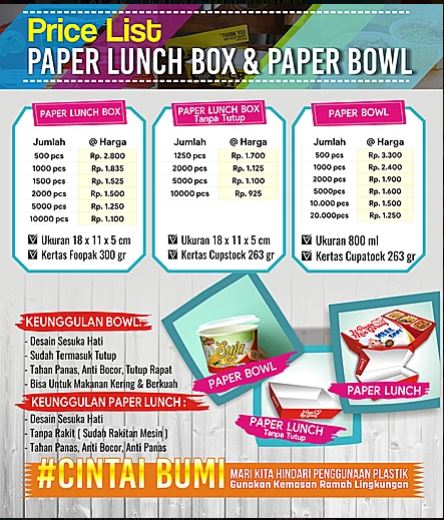 Price List
PAPER LUNCH BOX & PAPER BOWL
PAPER LUNCH BOX
Jumlah @ Harga
500 pcs Rp. 2.800
1000 pcs Rp. 1.835
1500 pcs Rp. 1.525
2000 pcs Rp. 1.500
5000 pcs Rp. 1.250
10000 pcs Rp. 1.100
Ukuran 18 x 11 x 5 cm
Kertas Foopak 300 gr
PAPER LUNCH BOX
Tanpa Tutup
Jumlah @ Harga
1250 pcs Rp. 1.700
2000 pcs Rp. 1.125
5000 pcs Rp. 1.100
10000 pcs Rp. 925
Ukuran 18 x 11 x 5 cm
Kertas Cupstock 263 gr
PAPER BOWL
Jumlah @ Harga
500 pcs Rp. 3.300
1000 pcs Rp. 2.400
2000 pcs Rp. 1.900
5000pcs Rp. 1.600
10.000 pcs Rp. 1.500
20.000pcs Rp. 1.250
Ukuran 800 ml
Kertas Cupatock 263 gr
KEUNGGULAN BOWL:
- Desain Sesuka Hati
- Sudah Termasuk Tutup
- Tahan Panas, Anti Bocor, Tutup Rapat
- Bisa Untuk Makanan Kering & Berkuah
KEUNGGULAN PAPER LUNCH :
- Desain Sesuka Hati
- Tanpa Rakit ( Sudah Rakitan Mesin )
- Tahan Panas, Anti Bocor, Anti Panas
Suja
PAPER BOWL
PAPER LUNCH
Tanpa Tutup
PAPER LUNCH
#CINTAI BUMI
MARI KITA HINDARI PENGGUNAAN PLASTIK
Gunakan Kemasan Ramah Lingkungan